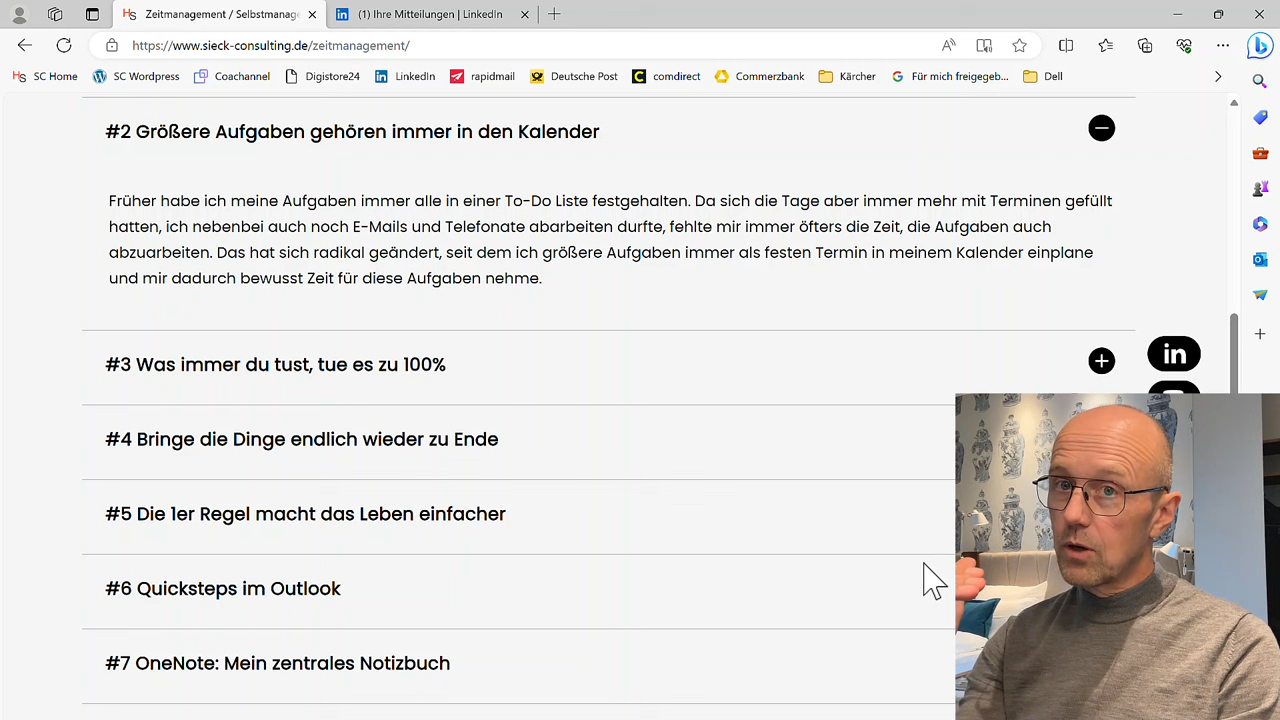 Zeitmanagement / Selbstmanage
(1) Ihre Mitteilungen | LinkedIn
https://www.sieck-consulting.de/zeitmanagement/
SC Home
SC Wordpress
Coachannel
Digistore24
LinkedIn
rapidmail
Deutsche Post
comdirect
Commerzbank
Kärcher
Für mich freigegeb...
Dell
#2 Größere Aufgaben gehören immer in den Kalender
Früher habe ich meine Aufgaben immer alle in einer To-Do Liste festgehalten. Da sich die Tage aber immer mehr mit Terminen gefüllt
hatten, ich nebenbei auch noch E-Mails und Telefonate abarbeiten durfte, fehlte mir immer öfters die Zeit, die Aufgaben auch
abzuarbeiten. Das hat sich radikal geändert, seit dem ich größere Aufgaben immer als festen Termin in meinem Kalender einplane
und mir dadurch bewusst Zeit für diese Aufgaben nehme.
#3 Was immer du tust, tue es zu 100%
in
#4 Bringe die Dinge endlich wieder zu Ende
#5 Die 1er Regel macht das Leben einfacher
#6 Quicksteps im Outlook
#7 OneNote: Mein zentrales Notizbuch